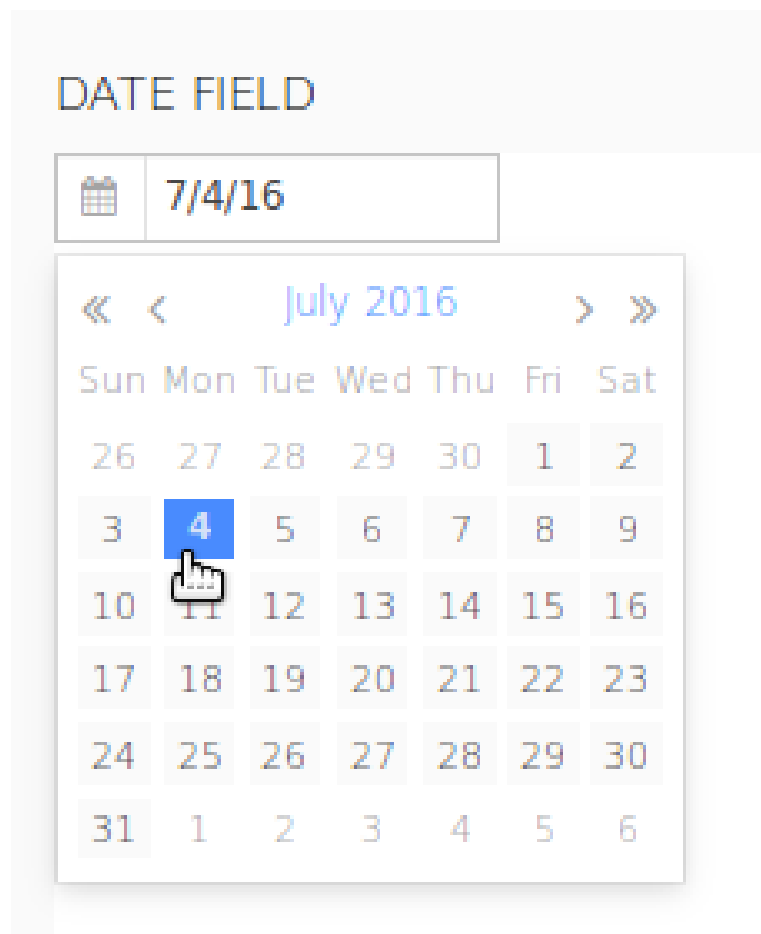 DATE FIELD
7/4/16
« ‹ July 2016 › »
Sun Mon Tue Wed Thu Fri Sat
26 27 28 29 30 1 2
3 4 5 6 7 8 9
10 11 12 13 14 15 16
17 18 19 20 21 22 23
24 25 26 27 28 29 30
31 1 2 3 4 5 6